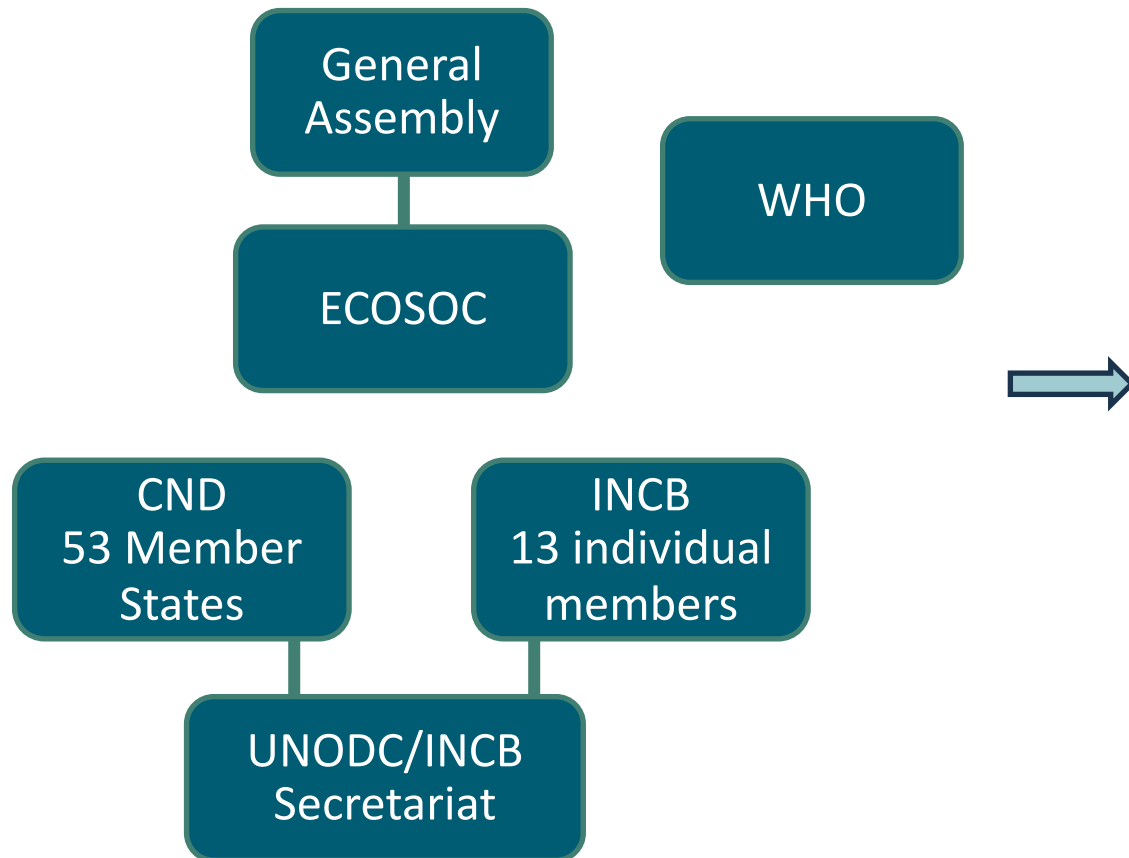 General
Assembly
WHO
ECOSOC
CND
53 Member
States
INCB
13 individual
members
UNODC/INCB
Secretariat